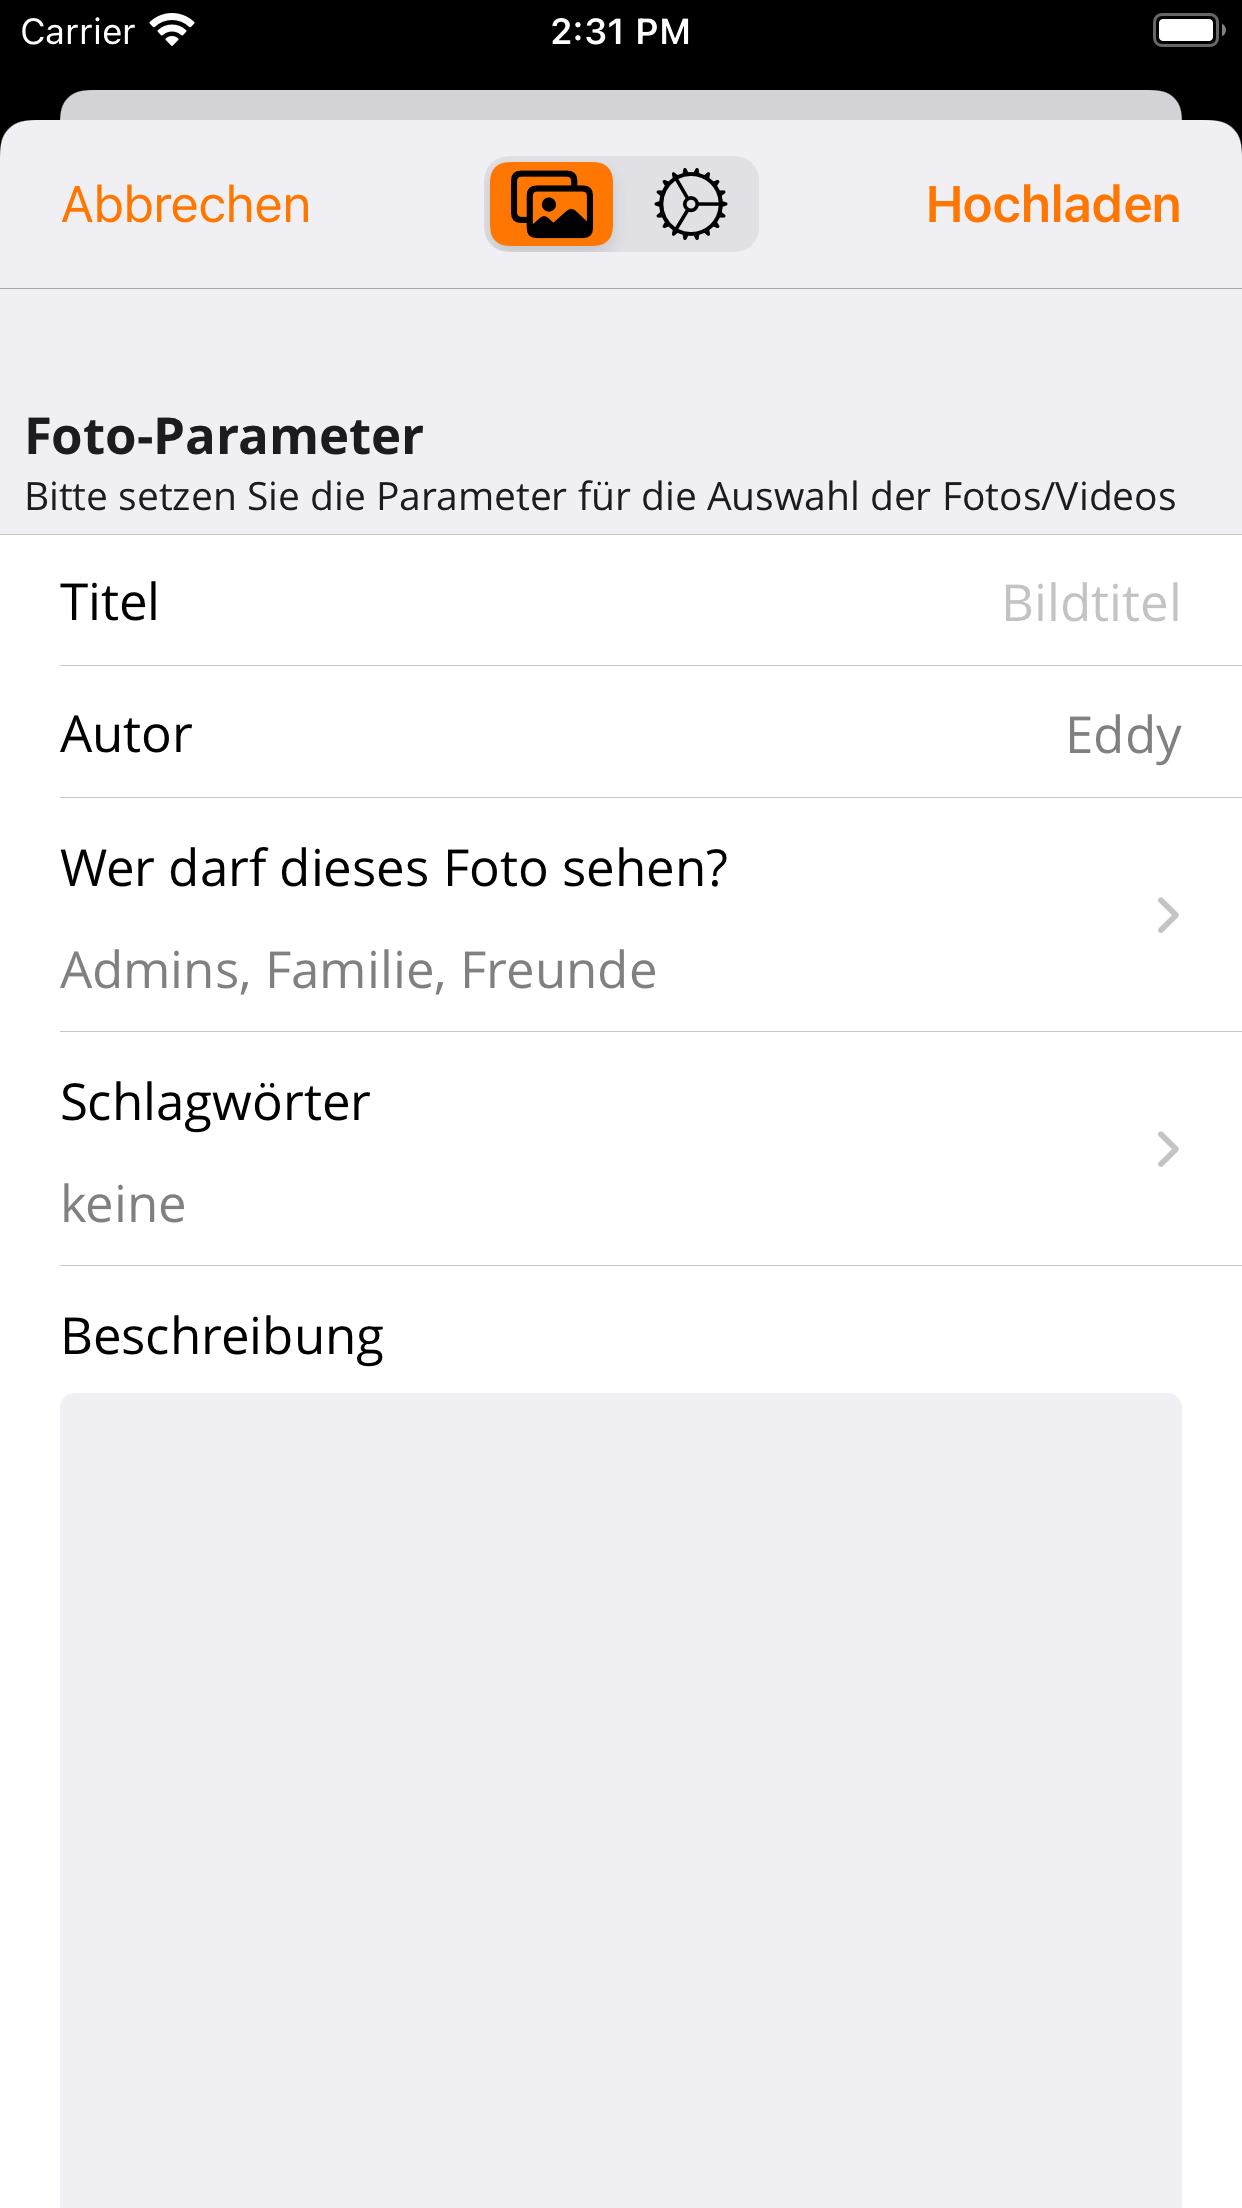 Carrier
2:31 PM
Abbrechen
Hochladen
Foto-Parameter
Bitte setzen Sie die Parameter für die Auswahl der Fotos/Videos
Titel
Bildtitel
Autor
Eddy
Wer darf dieses Foto sehen?
Admins, Familie, Freunde
Schlagwörter
keine
Beschreibung